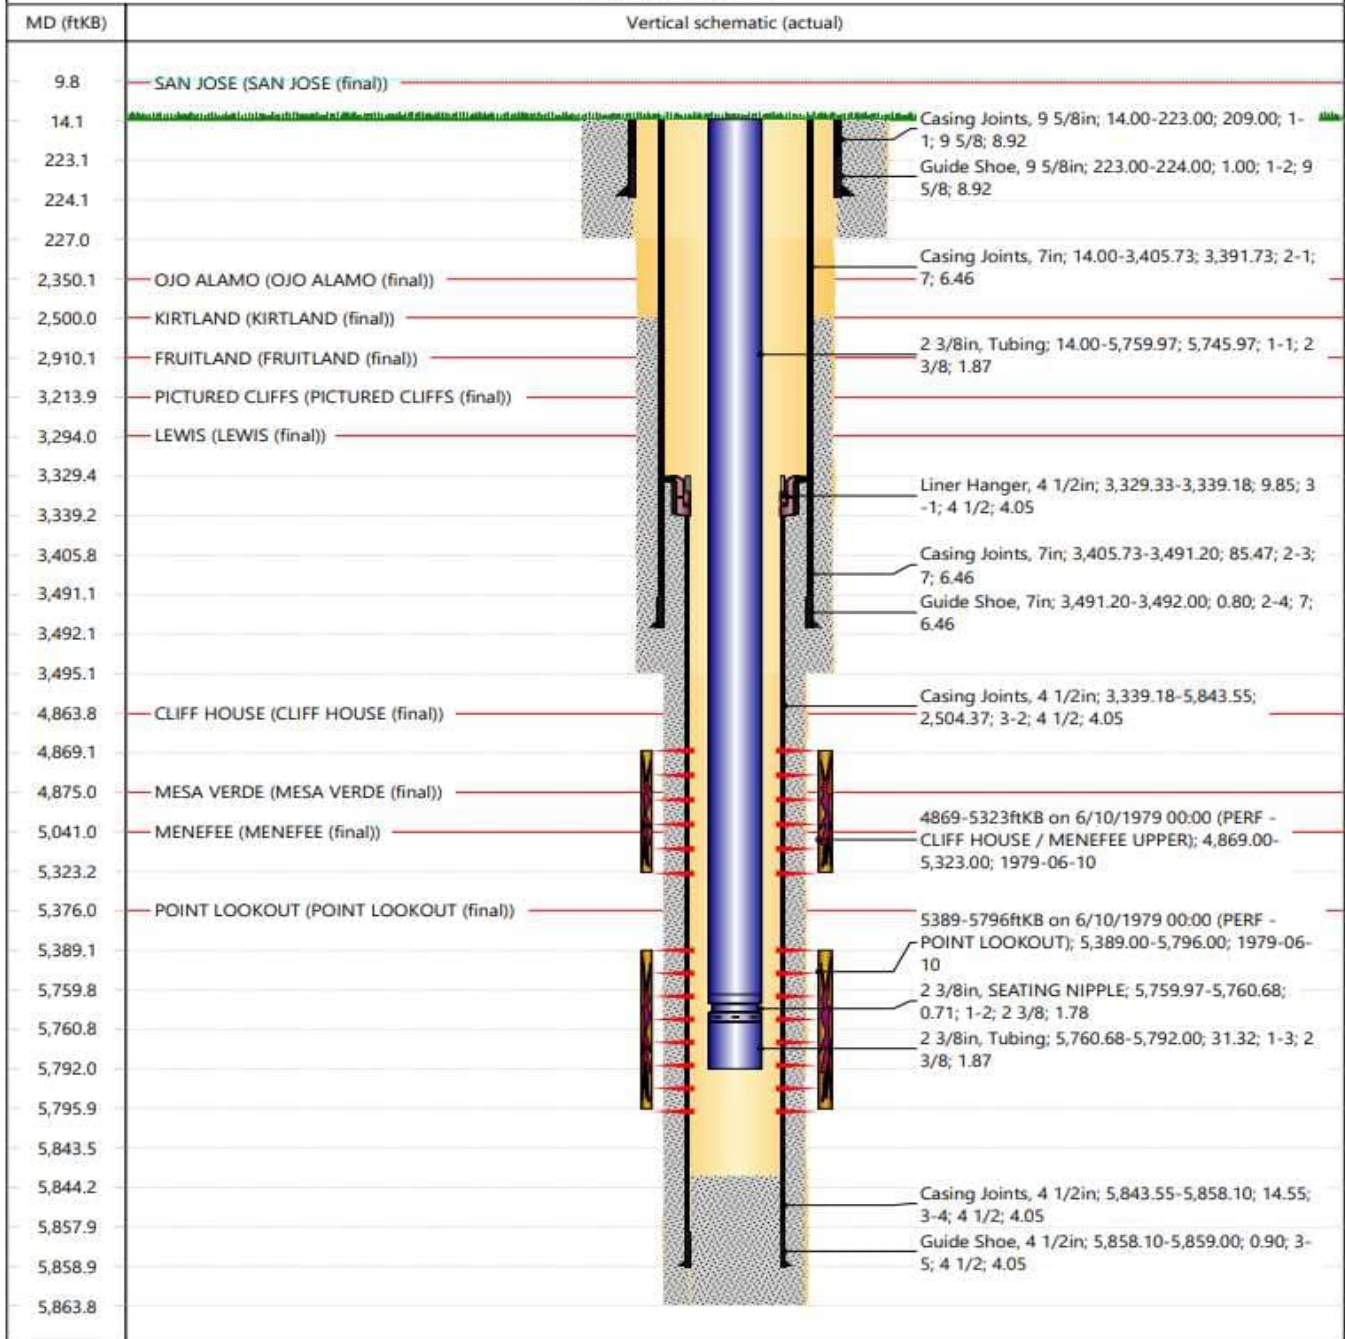 MD (ftKB)
Vertical schematic (actual)
9.8
SAN JOSE (SAN JOSE (final))
14.1
Casing Joints, 9 5/8in; 14.00-223.00; 209.00; 1-
1; 9 5/8; 8.92
223.1
Guide Shoe, 9 5/8in; 223.00-224.00; 1.00; 1-2; 9
5/8; 8.92
224.1
227.0
Casing Joints, 7in; 14.00-3,405.73; 3,391.73; 2-1;
7; 6.46
2,350.1
OJO ALAMO (OJO ALAMO (final))
2,500.0
KIRTLAND (KIRTLAND (final))
2 3/8in, Tubing; 14.00-5,759.97; 5,745.97; 1-1; 2
3/8; 1.87
2,910.1
FRUITLAND (FRUITLAND (final))
3,213.9
PICTURED CLIFFS (PICTURED CLIFFS (final))
3,294.0
LEWIS (LEWIS (final))
3,329.4
Liner Hanger, 4 1/2in; 3,329.33-3,339.18; 9.85; 3
-1; 4 1/2; 4.05
3,339.2
3,405.8
Casing Joints, 7in; 3,405.73-3,491.20; 85.47; 2-3;
7; 6.46
3,491.1
Guide Shoe, 7in; 3,491.20-3,492.00; 0.80; 2-4; 7;
6.46
3,492.1
3,495.1
Casing Joints, 4 1/2in; 3,339.18-5,843.55;
2,504.37; 3-2; 4 1/2; 4.05
4,863.8
CLIFF HOUSE (CLIFF HOUSE (final))
4,869.1
4,875.0
MESA VERDE (MESA VERDE (final))
4869-5323ftKB on 6/10/1979 00:00 (PERF -
CLIFF HOUSE / MENEFEE UPPER); 4,869.00-
5,323.00; 1979-06-10
5,041.0
MENEFEE (MENEFEE (final))
5,323.2
5,376.0
POINT LOOKOUT (POINT LOOKOUT (final))
5389-5796ftKB on 6/10/1979 00:00 (PERF -
POINT LOOKOUT); 5,389.00-5,796.00; 1979-06-
10
5,389.1
5,759.8
2 3/8in, SEATING NIPPLE; 5,759.97-5,760.68;
0.71; 1-2; 2 3/8; 1.78
5,760.8
2 3/8in, Tubing; 5,760.68-5,792.00; 31.32; 1-3; 2
3/8; 1.87
5,792.0
5,795.9
5,843.5
5,844.2
Casing Joints, 4 1/2in; 5,843.55-5,858.10; 14.55;
3-4; 4 1/2; 4.05
5,857.9
Guide Shoe, 4 1/2in; 5,858.10-5,859.00; 0.90; 3-
5; 4 1/2; 4.05
5,858.9
5,863.8